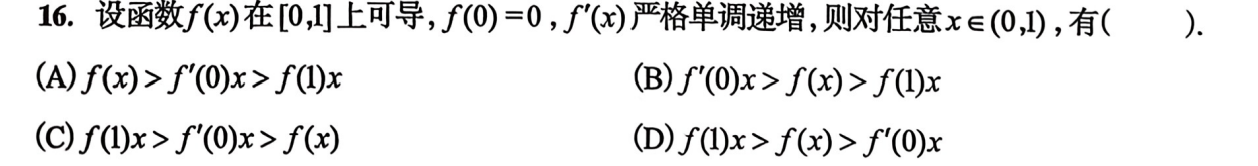 16. 设函数f(x)在[0,1]上可导,f(0)=0,f′(x)严格单调递增,则对任意x∈(0,1),有(  ).
(A) f(x)>f′(0)x>f(1)x (B) f′(0)x>f(x)>f(1)x
(C) f(1)x>f′(0)x>f(x) (D) f(1)x>f(x)>f′(0)x